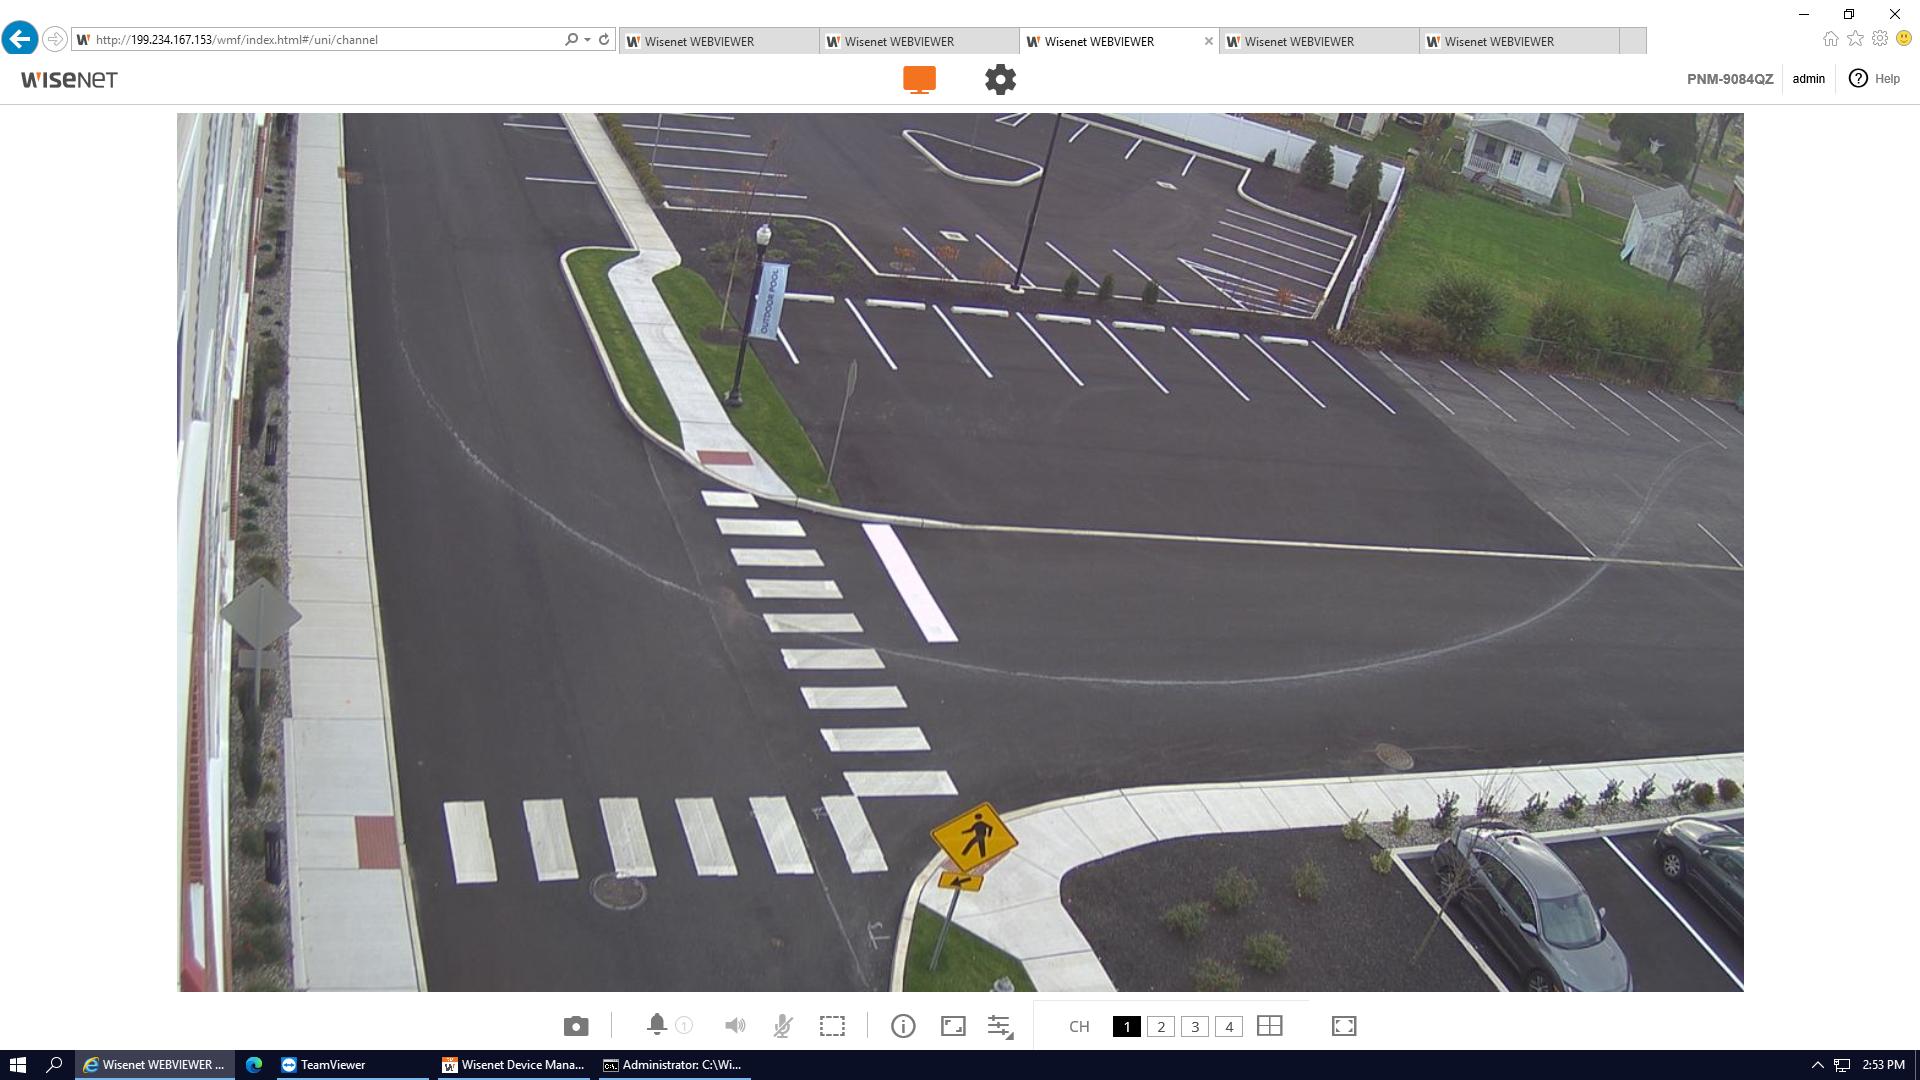 http://199.234.167.153/wmf/index.html#/uni/channel
Wisenet WEBVIEWER
Wisenet WEBVIEWER
Wisenet WEBVIEWER
Wisenet WEBVIEWER
Wisenet WEBVIEWER
WISENET
PNM-9084QZ
admin
? Help
OUTDOOR POOL
1
CH
1
2
3
4
Wisenet WEBVIEWER ...
TeamViewer
Wisenet Device Mana...
Administrator: C:\Wi...
2:53 PM